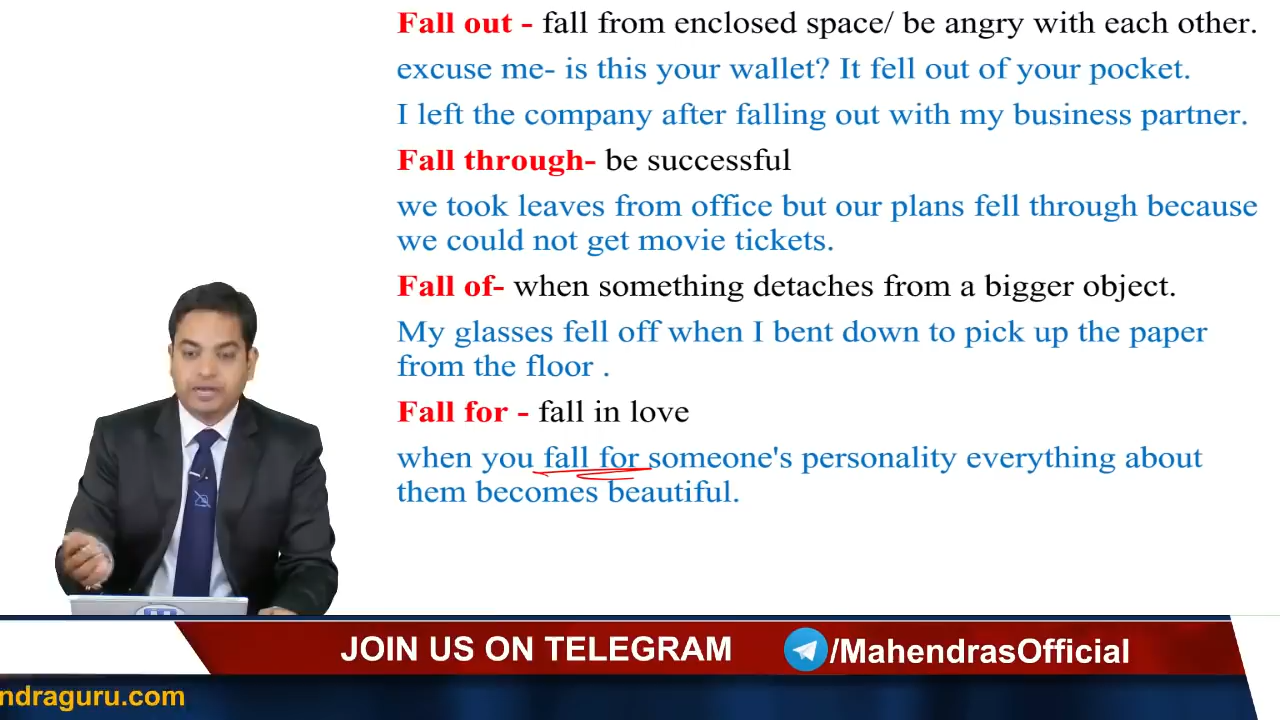 Fall out - fall from enclosed space/ be angry with each other.
excuse me- is this your wallet? It fell out of your pocket.
I left the company after falling out with my business partner.
Fall through- be successful
we took leaves from office but our plans fell through because
we could not get movie tickets.
Fall of- when something detaches from a bigger object.
My glasses fell off when I bent down to pick up the paper
from the floor .
Fall for - fall in love
when you fall for someone's personality everything about
them becomes beautiful.
JOIN US ON TELEGRAM /MahendrasOfficial
ndraguru.com